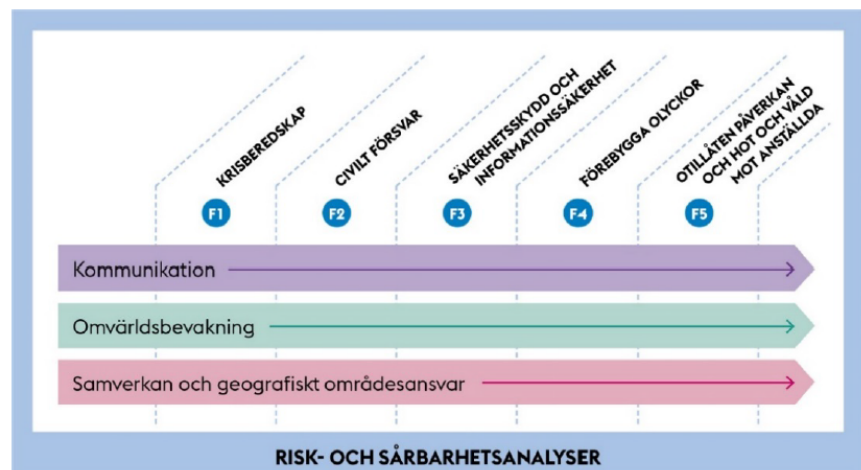 KRISBEREDSKAP
CIVILT FÖRSVAR
SÄKERHETSSKYDD OCH
INFORMATIONSSÄKERHET
FÖREBYGGA OLYCKOR
OTILLÅTEN PÅVERKAN
OCH HOT OCH VÅLD
MOT ANSTÄLLDA
F1
F2
F3
F4
F5
Kommunikation
Omvärldsbevakning
Samverkan och geografiskt områdesansvar
RISK- OCH SÅRBARHETSANALYSER